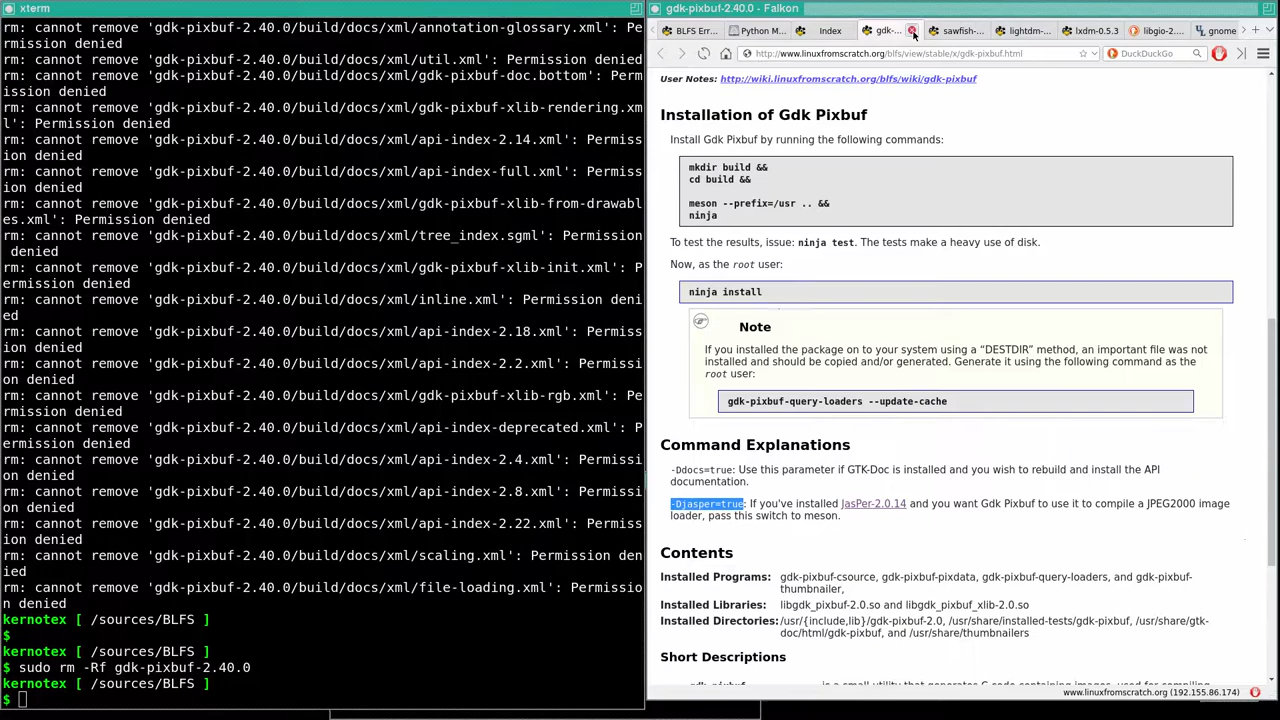 xterm
rm: cannot remove 'gdk-pixbuf-2.40.0/build/docs/xml/annotation-glossary.xml': Pe
rmission denied
rm: cannot remove 'gdk-pixbuf-2.40.0/build/docs/xml/util.xml': Permission denied
rm: cannot remove 'gdk-pixbuf-2.40.0/build/docs/gdk-pixbuf-doc.bottom': Permissi
on denied
rm: cannot remove 'gdk-pixbuf-2.40.0/build/docs/xml/gdk-pixbuf-xlib-rendering.xm
l': Permission denied
rm: cannot remove 'gdk-pixbuf-2.40.0/build/docs/xml/api-index-2.14.xml': Permiss
ion denied
rm: cannot remove 'gdk-pixbuf-2.40.0/build/docs/xml/api-index-full.xml': Permiss
ion denied
rm: cannot remove 'gdk-pixbuf-2.40.0/build/docs/xml/gdk-pixbuf-xlib-from-drawabl
es.xml': Permission denied
rm: cannot remove 'gdk-pixbuf-2.40.0/build/docs/xml/tree_index.sgml': Permission
 denied
rm: cannot remove 'gdk-pixbuf-2.40.0/build/docs/xml/gdk-pixbuf-xlib-init.xml': P
ermission denied
rm: cannot remove 'gdk-pixbuf-2.40.0/build/docs/xml/inline.xml': Permission deni
ed
rm: cannot remove 'gdk-pixbuf-2.40.0/build/docs/xml/api-index-2.18.xml': Permiss
ion denied
rm: cannot remove 'gdk-pixbuf-2.40.0/build/docs/xml/api-index-2.2.xml': Permissi
on denied
rm: cannot remove 'gdk-pixbuf-2.40.0/build/docs/xml/gdk-pixbuf-xlib-rgb.xml': Pe
rmission denied
rm: cannot remove 'gdk-pixbuf-2.40.0/build/docs/xml/api-index-deprecated.xml': P
ermission denied
rm: cannot remove 'gdk-pixbuf-2.40.0/build/docs/xml/api-index-2.4.xml': Permissi
on denied
rm: cannot remove 'gdk-pixbuf-2.40.0/build/docs/xml/api-index-2.8.xml': Permissi
on denied
rm: cannot remove 'gdk-pixbuf-2.40.0/build/docs/xml/api-index-2.22.xml': Permiss
ion denied
rm: cannot remove 'gdk-pixbuf-2.40.0/build/docs/xml/scaling.xml': Permission den
ied
rm: cannot remove 'gdk-pixbuf-2.40.0/build/docs/xml/file-loading.xml': Permissio
n denied
kernotex [ /sources/BLFS ]
$
kernotex [ /sources/BLFS ]
$ sudo rm -Rf gdk-pixbuf-2.40.0
kernotex [ /sources/BLFS ]
$
gdk-pixbuf-2.40.0 - Falkon
BLFS Err... Python M... Index gdk-... sawfish-... lightdm-... lxdm-0.5.3 libgio-2.... gnome
http://www.linuxfromscratch.org/blfs/view/stable/x/gdk-pixbuf.html DuckDuckGo
User Notes: http://wiki.linuxfromscratch.org/blfs/wiki/gdk-pixbuf
Installation of Gdk Pixbuf
Install Gdk Pixbuf by running the following commands:
mkdir build &&
cd build &&
meson --prefix=/usr .. &&
ninja
To test the results, issue: ninja test. The tests make a heavy use of disk.
Now, as the root user:
ninja install
Note
If you installed the package on to your system using a “DESTDIR” method, an important file was not
installed and should be copied and/or generated. Generate it using the following command as the
root user:
gdk-pixbuf-query-loaders --update-cache
Command Explanations
-Ddocs=true: Use this parameter if GTK-Doc is installed and you wish to rebuild and install the API
documentation.
-Djasper=true: If you've installed JasPer-2.0.14 and you want Gdk Pixbuf to use it to compile a JPEG2000 image
loader, pass this switch to meson.
Contents
Installed Programs: gdk-pixbuf-csource, gdk-pixbuf-pixdata, gdk-pixbuf-query-loaders, and gdk-pixbuf-
thumbnailer,
Installed Libraries: libgdk_pixbuf-2.0.so and libgdk_pixbuf_xlib-2.0.so
Installed Directories: /usr/{include,lib}/gdk-pixbuf-2.0, /usr/share/installed-tests/gdk-pixbuf, /usr/share/gtk-
doc/html/gdk-pixbuf, and /usr/share/thumbnailers
Short Descriptions
is a small utility that generates C code containing images, used for compiling
www.linuxfromscratch.org (192.155.86.174)